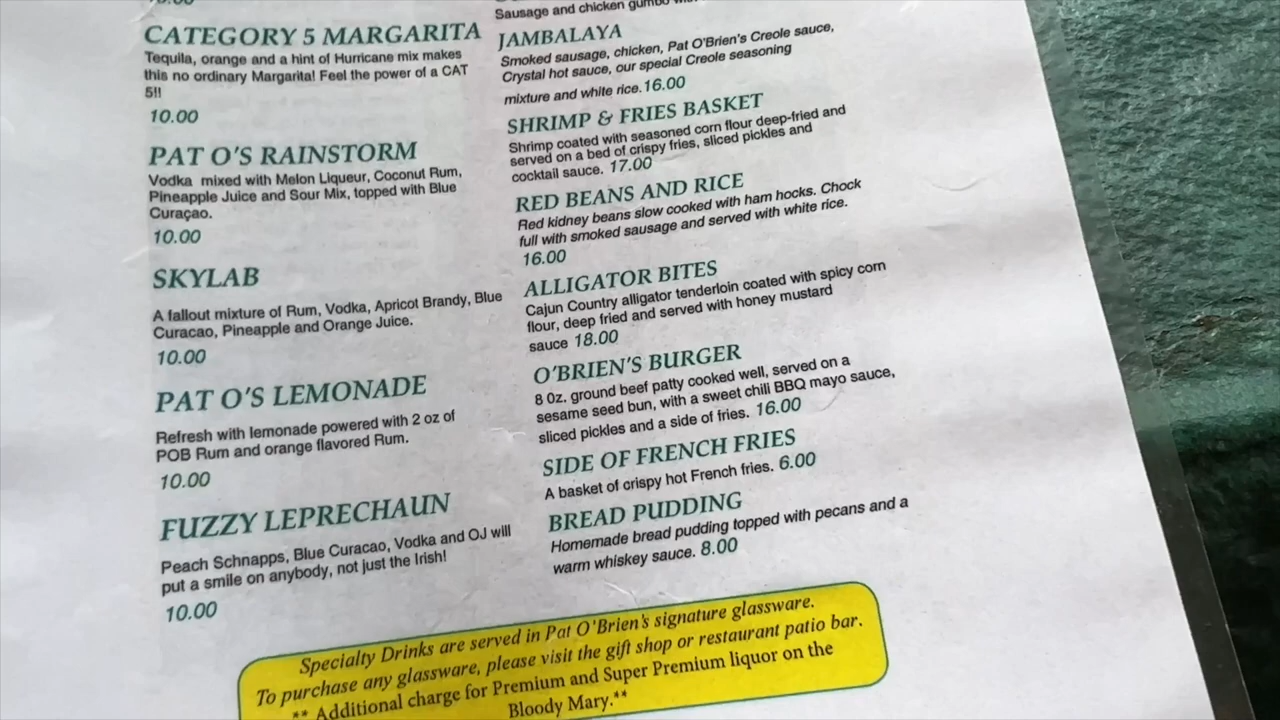 CATEGORY 5 MARGARITA
Tequila, orange and a hint of Hurricane mix makes
this no ordinary Margarita! Feel the power of a CAT
5!!
10.00
PAT O'S RAINSTORM
Vodka mixed with Melon Liqueur, Coconut Rum,
Pineapple Juice and Sour Mix, topped with Blue
Curaçao.
10.00
SKYLAB
A fallout mixture of Rum, Vodka, Apricot Brandy, Blue
Curacao, Pineapple and Orange Juice.
10.00
PAT O'S LEMONADE
Refresh with lemonade powered with 2 oz of
POB Rum and orange flavored Rum.
10.00
FUZZY LEPRECHAUN
Peach Schnapps, Blue Curacao, Vodka and OJ will
put a smile on anybody, not just the Irish!
10.00
Sausage and chicken gumbo
JAMBALAYA
Smoked sausage, chicken, Pat O'Brien's Creole sauce,
Crystal hot sauce, our special Creole seasoning
mixture and white rice. 16.00
SHRIMP & FRIES BASKET
Shrimp coated with seasoned corn flour deep-fried and
served on a bed of crispy fries, sliced pickles and
cocktail sauce. 17.00
RED BEANS AND RICE
Red kidney beans slow cooked with ham hocks. Chock
full with smoked sausage and served with white rice.
16.00
ALLIGATOR BITES
Cajun Country alligator tenderloin coated with spicy corn
flour, deep fried and served with honey mustard
sauce 18.00
O'BRIEN'S BURGER
8 Oz. ground beef patty cooked well, served on a
sesame seed bun, with a sweet chili BBQ mayo sauce,
sliced pickles and a side of fries. 16.00
SIDE OF FRENCH FRIES
A basket of crispy hot French fries. 6.00
BREAD PUDDING
Homemade bread pudding topped with pecans and a
warm whiskey sauce. 8.00
Specialty Drinks are served in Pat O'Brien's signature glassware.
To purchase any glassware, please visit the gift shop or restaurant patio bar.
** Additional charge for Premium and Super Premium liquor on the
Bloody Mary.**